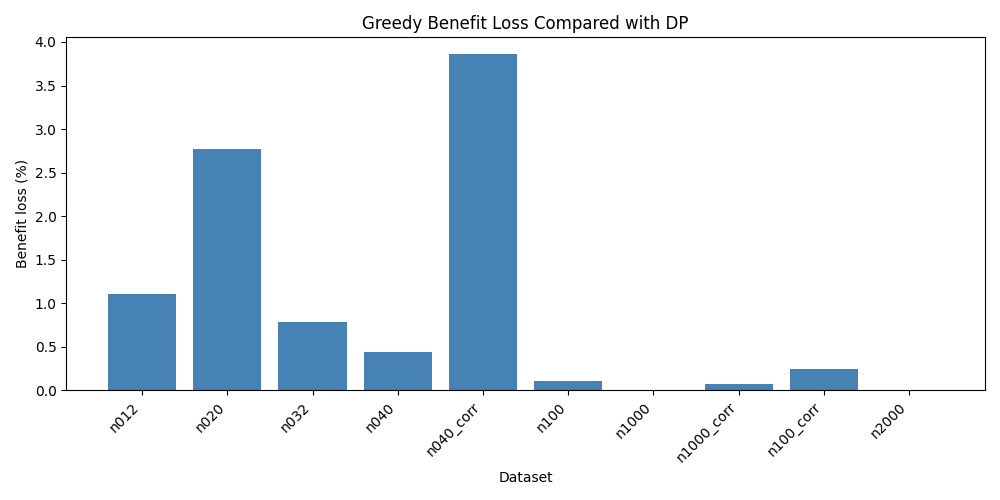 Greedy Benefit Loss Compared with DP
Benefit loss (%)
4.0
3.5
3.0
2.5
2.0
1.5
1.0
0.5
0.0
n012
n020
n032
n040
n040_corr
n100
n1000
n1000_corr
n100_corr
n2000
Dataset